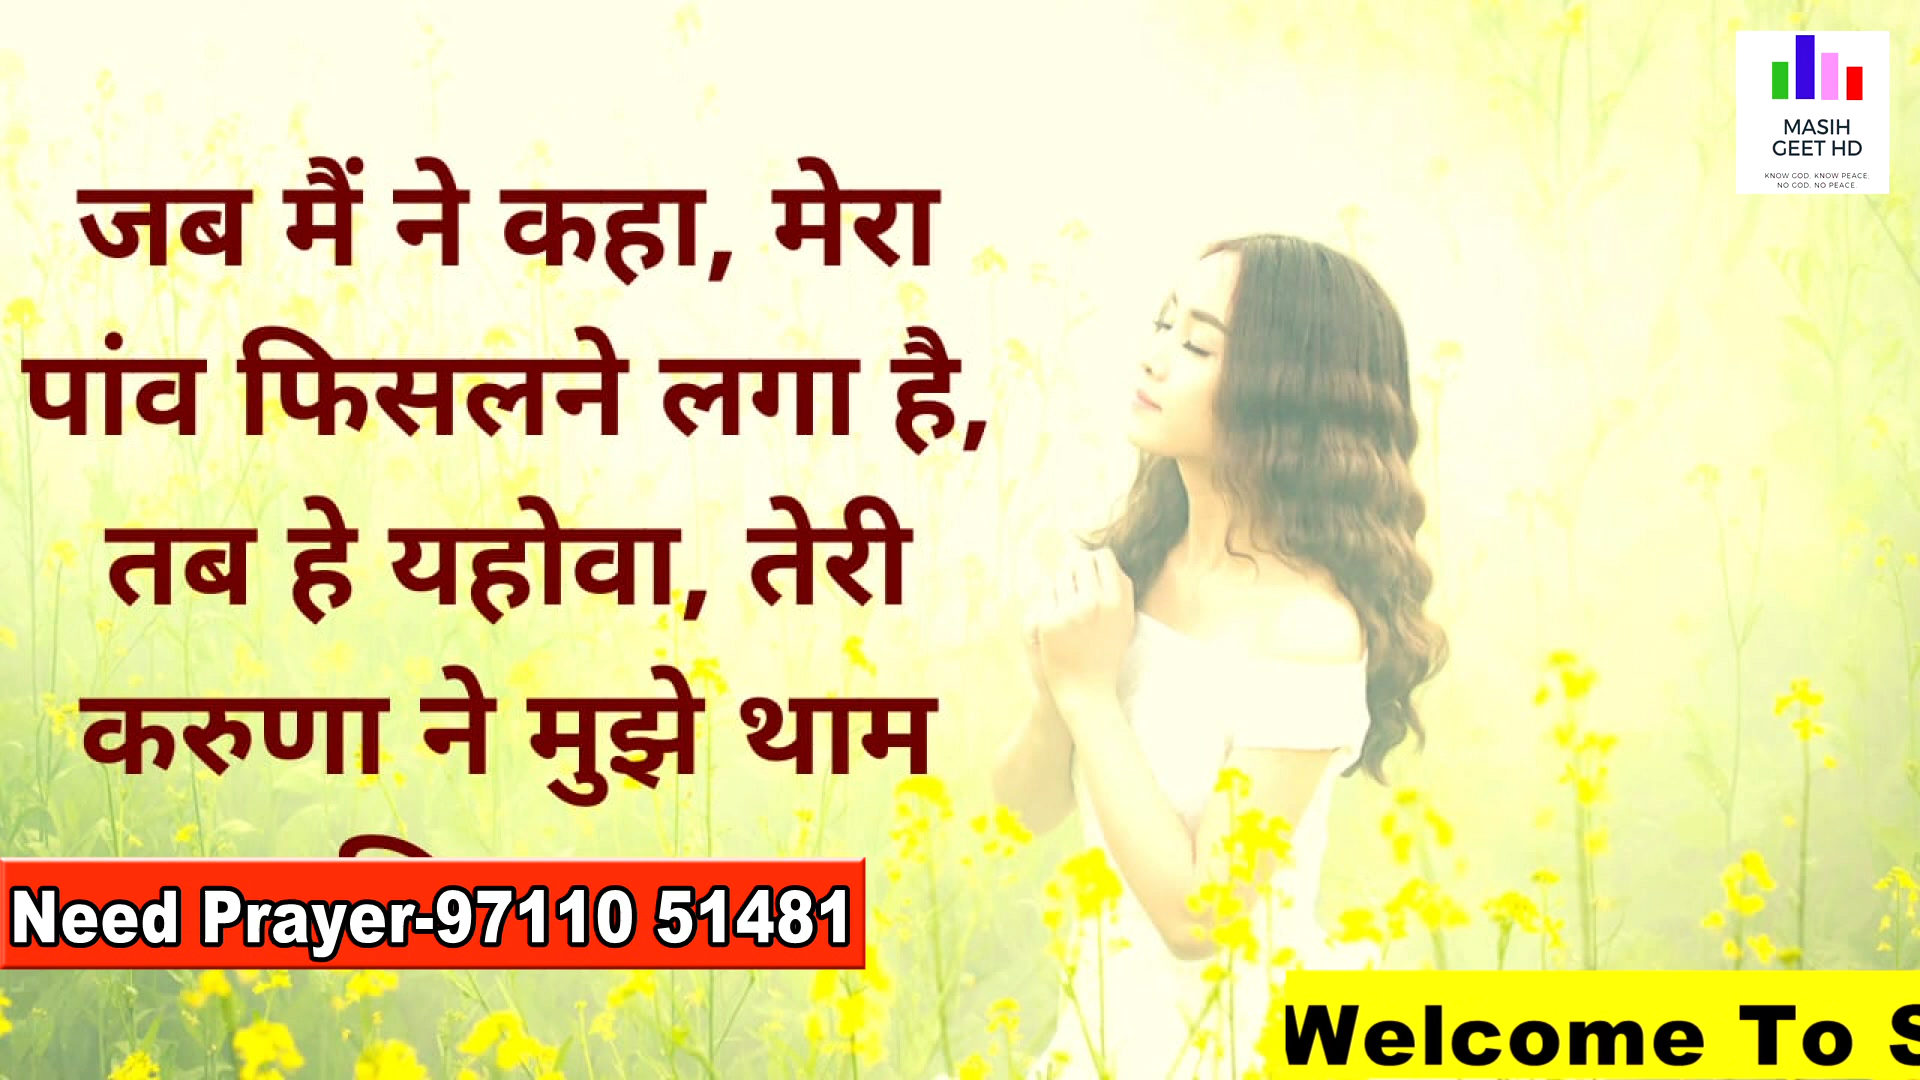 MASIH
GEET HD
KNOW GOD. KNOW PEACE.
NO GOD. NO PEACE.
जब मैं ने कहा, मेरा
पांव फिसलने लगा है,
तब हे यहोवा, तेरी
करुणा ने मुझे थाम
Need Prayer-97110 51481
Welcome To S